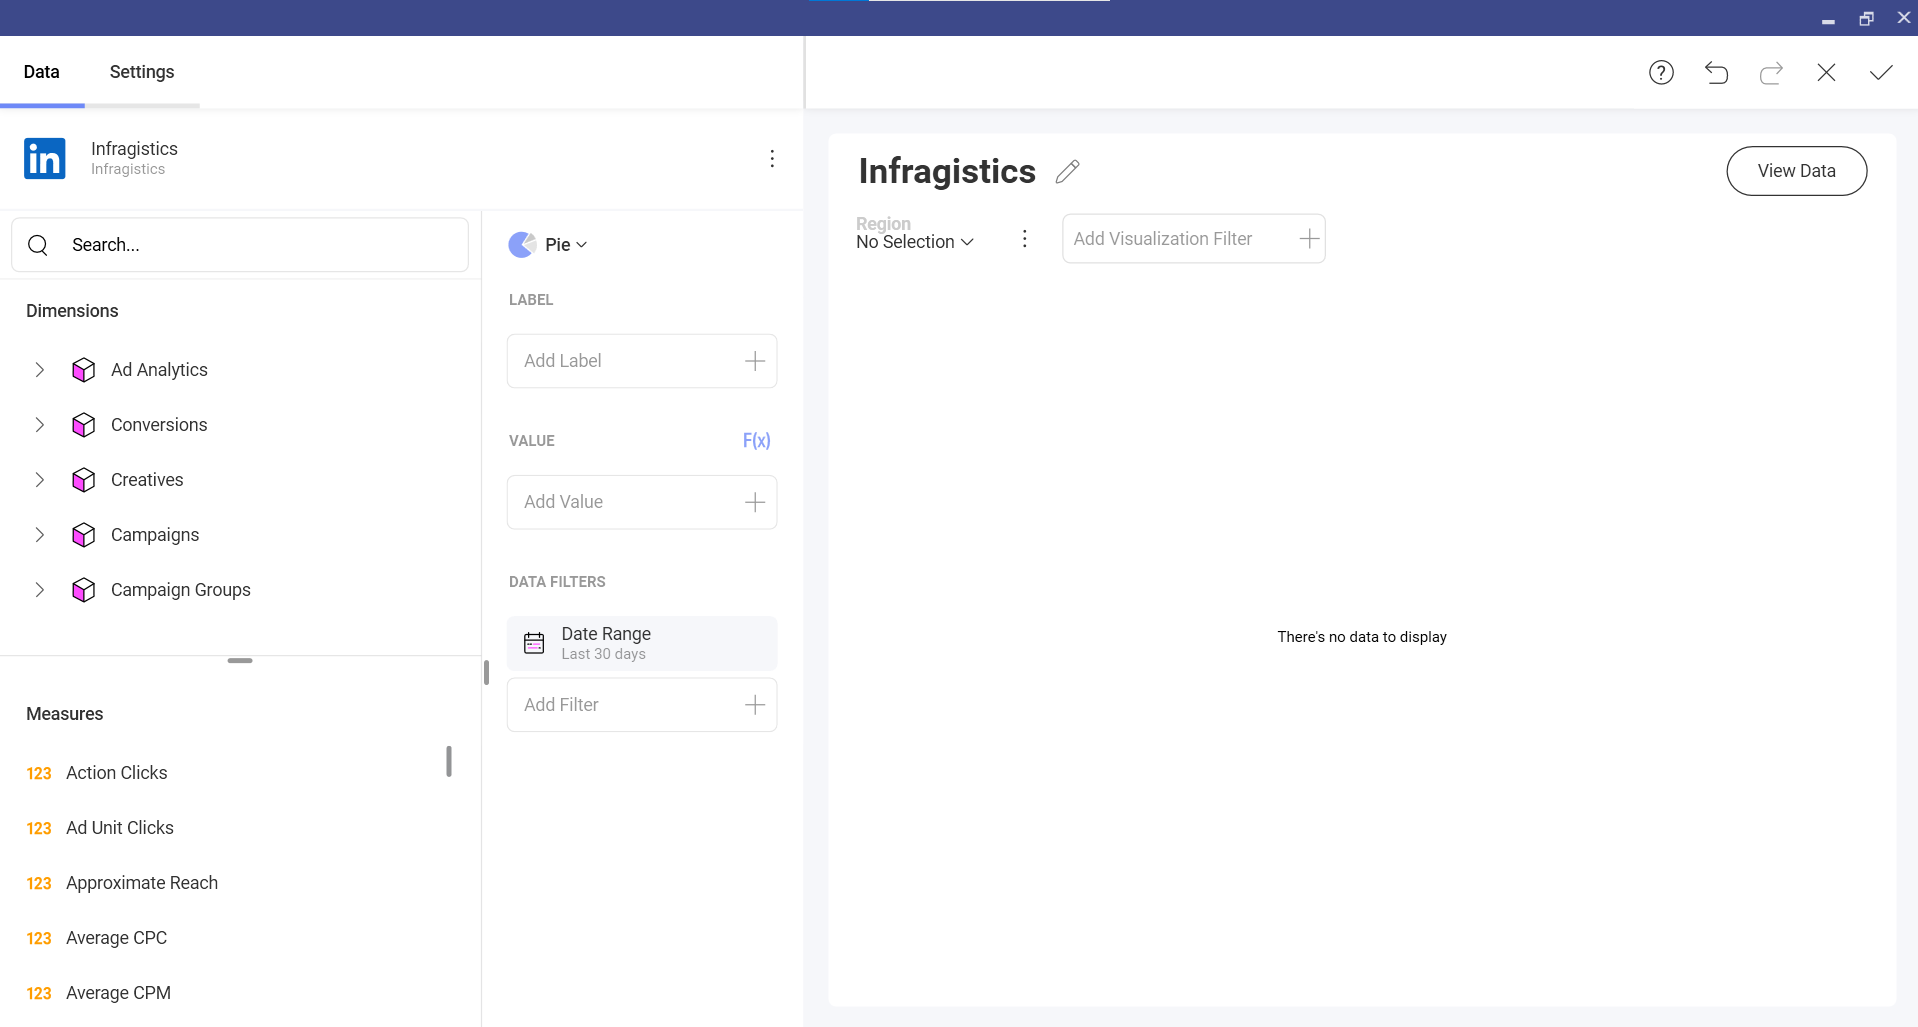 Data
Settings
in
Infragistics
Infragistics
Search...
Dimensions
Ad Analytics
Conversions
Creatives
Campaigns
Campaign Groups
Measures
123 Action Clicks
123 Ad Unit Clicks
123 Approximate Reach
123 Average CPC
123 Average CPM
Pie
LABEL
Add Label
VALUE F(x)
Add Value
DATA FILTERS
Date Range
Last 30 days
Add Filter
?
Infragistics
View Data
Region
No Selection
Add Visualization Filter
There's no data to display